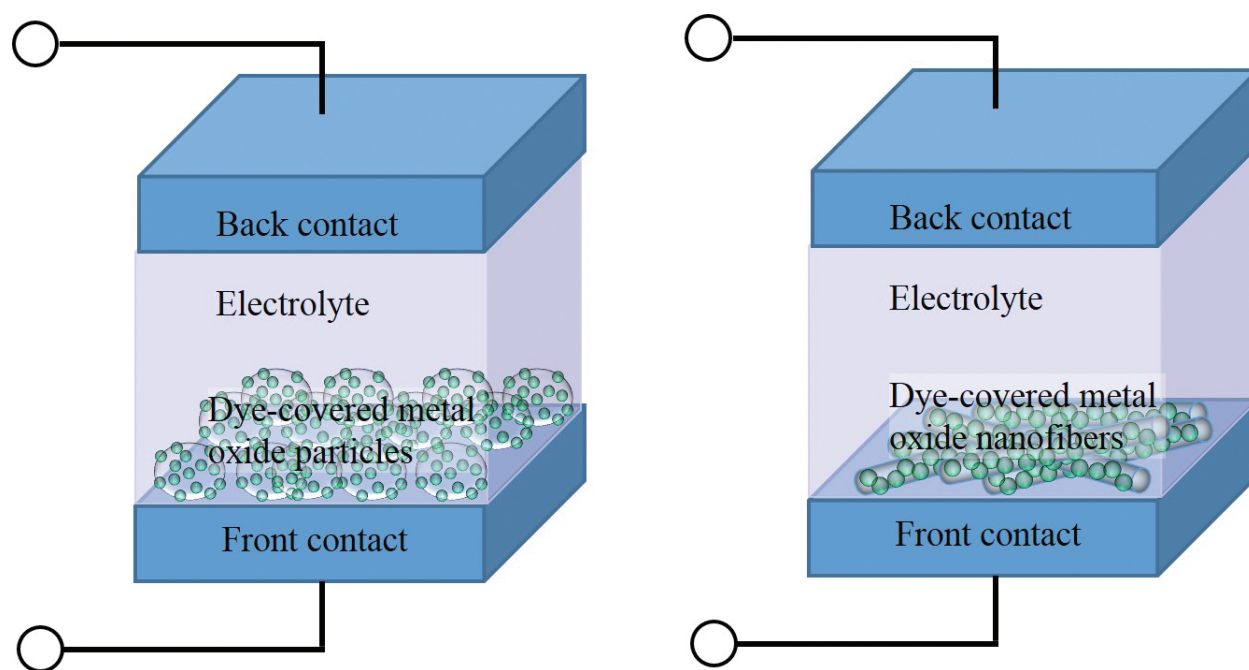 Back contact
Electrolyte
Dye-covered metal
oxide particles
Front contact
Back contact
Electrolyte
Dye-covered metal
oxide nanofibers
Front contact